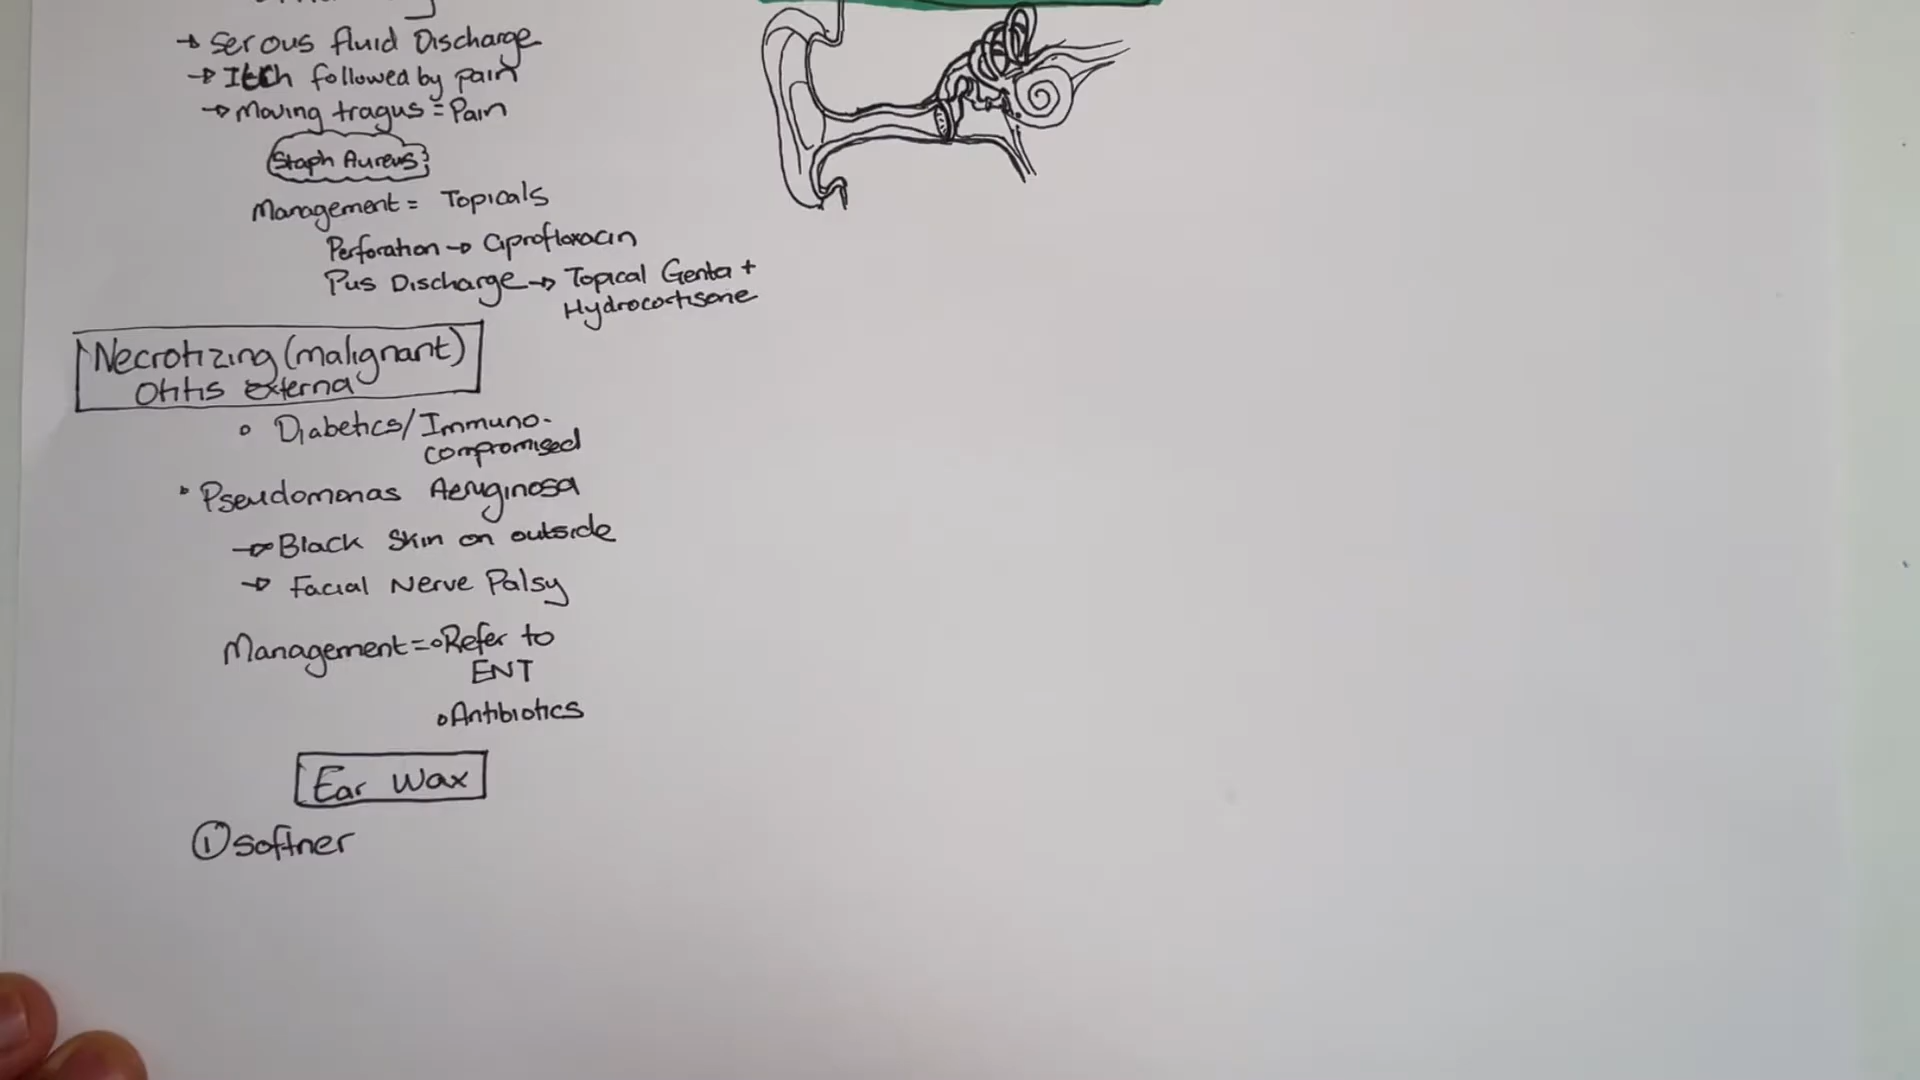 → Serous fluid Discharge
→ Itch followed by pain
→ Moving tragus = Pain
Staph Aureus
Management = Topicals
Perforation → Ciprofloxacin
Pus Discharge → Topical Genta +
Hydrocortisone
Necrotizing (malignant)
Otitis externa
° Diabetics/Immuno-
compromised
• Pseudomonas Aeruginosa
→ Black Skin on outside
→ Facial Nerve Palsy
Management = ° Refer to
ENT
° Antibiotics
Ear Wax
① Softner